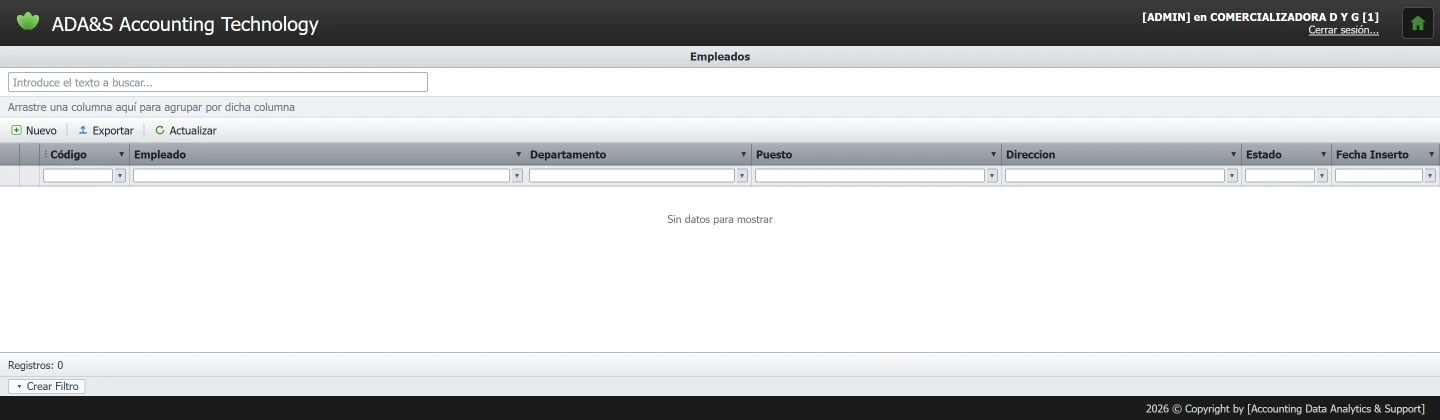 ADA&S Accounting Technology
[ADMIN] en COMERCIALIZADORA D Y G [1]
Cerrar sesión...
Empleados
Introduce el texto a buscar...
Arrastre una columna aquí para agrupar por dicha columna
Nuevo Exportar Actualizar
Código Empleado Departamento Puesto Direccion Estado Fecha Inserto
Sin datos para mostrar
Registros: 0
Crear Filtro
2026 © Copyright by [Accounting Data Analytics & Support]